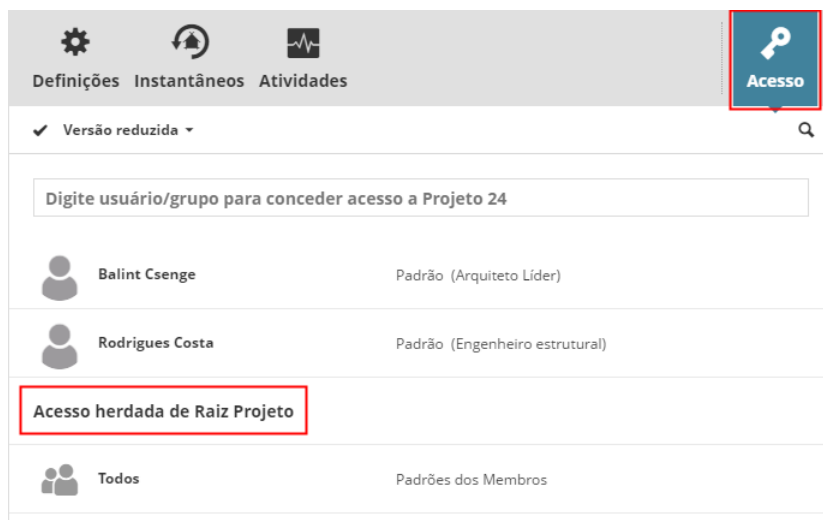 Definições Instantâneos Atividades Acesso
Versão reduzida
Digite usuário/grupo para conceder acesso a Projeto 24
Balint Csenge Padrão (Arquiteto Líder)
Rodrigues Costa Padrão (Engenheiro estrutural)
Acesso herdada de Raiz Projeto
Todos Padrões dos Membros